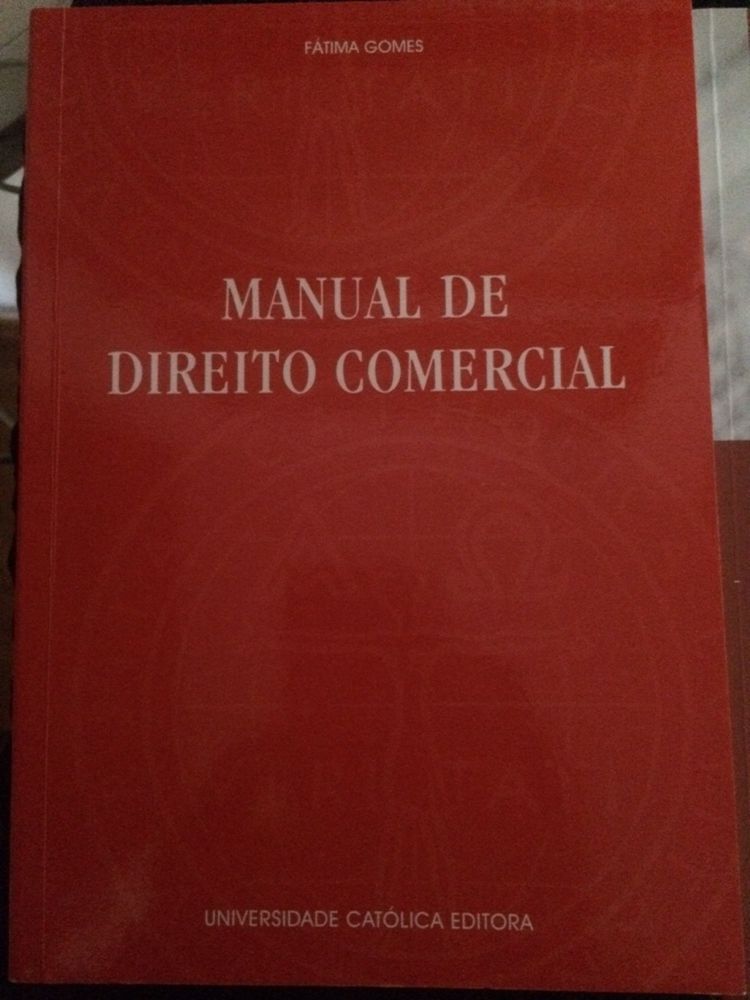 FÁTIMA GOMES
MANUAL DE
DIREITO COMERCIAL
UNIVERSIDADE CATÓLICA EDITORA